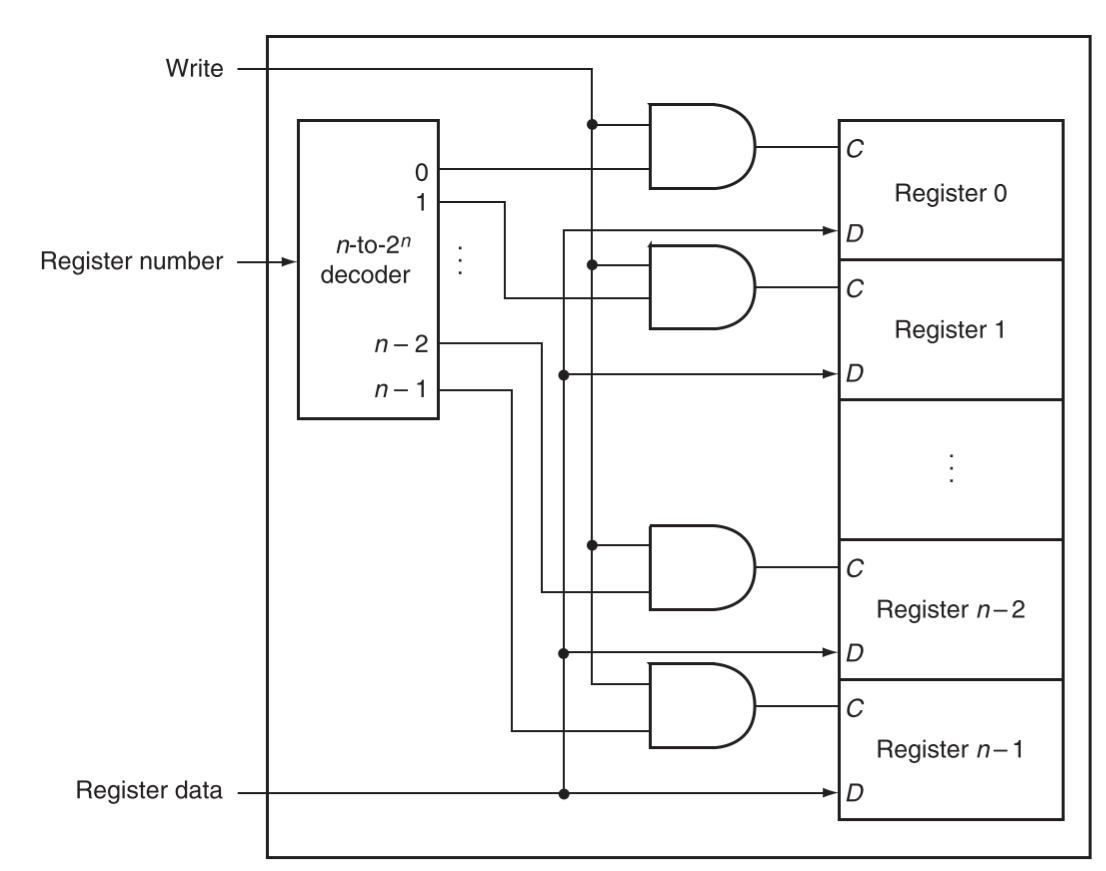 Write
0
1
n-to-2ⁿ
decoder
⋮
n – 2
n – 1
Register number
Register data
C
Register 0
D
C
Register 1
D
⋮
C
Register n – 2
D
C
Register n – 1
D